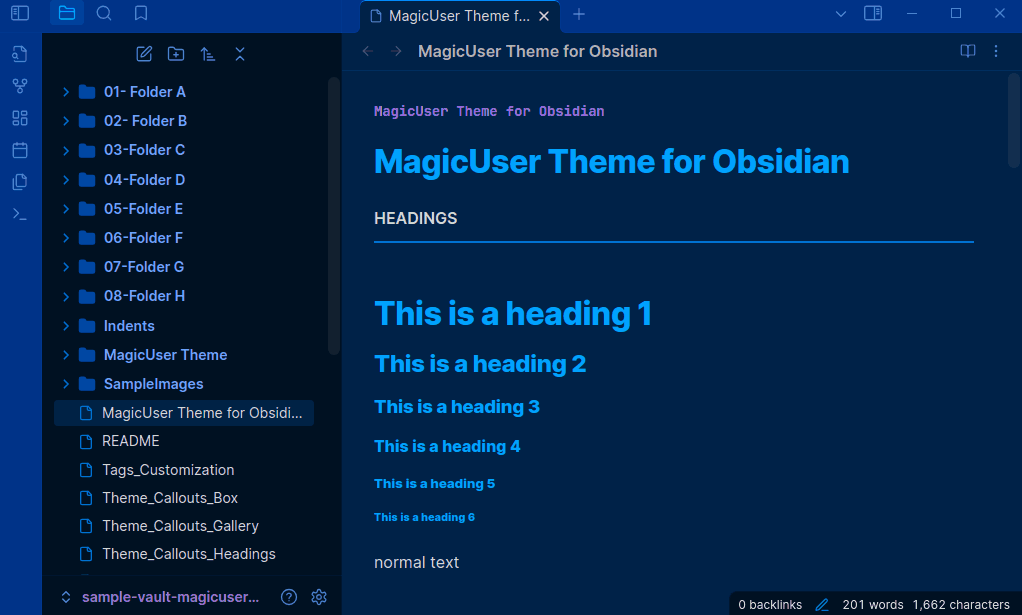 MagicUser Theme f...
MagicUser Theme for Obsidian
01- Folder A
02- Folder B
03-Folder C
04-Folder D
05-Folder E
06-Folder F
07-Folder G
08-Folder H
Indents
MagicUser Theme
SampleImages
MagicUser Theme for Obsidi...
README
Tags_Customization
Theme_Callouts_Box
Theme_Callouts_Gallery
Theme_Callouts_Headings
sample-vault-magicuser...
MagicUser Theme for Obsidian
MagicUser Theme for Obsidian
HEADINGS
This is a heading 1
This is a heading 2
This is a heading 3
This is a heading 4
This is a heading 5
This is a heading 6
normal text
0 backlinks 201 words 1,662 characters